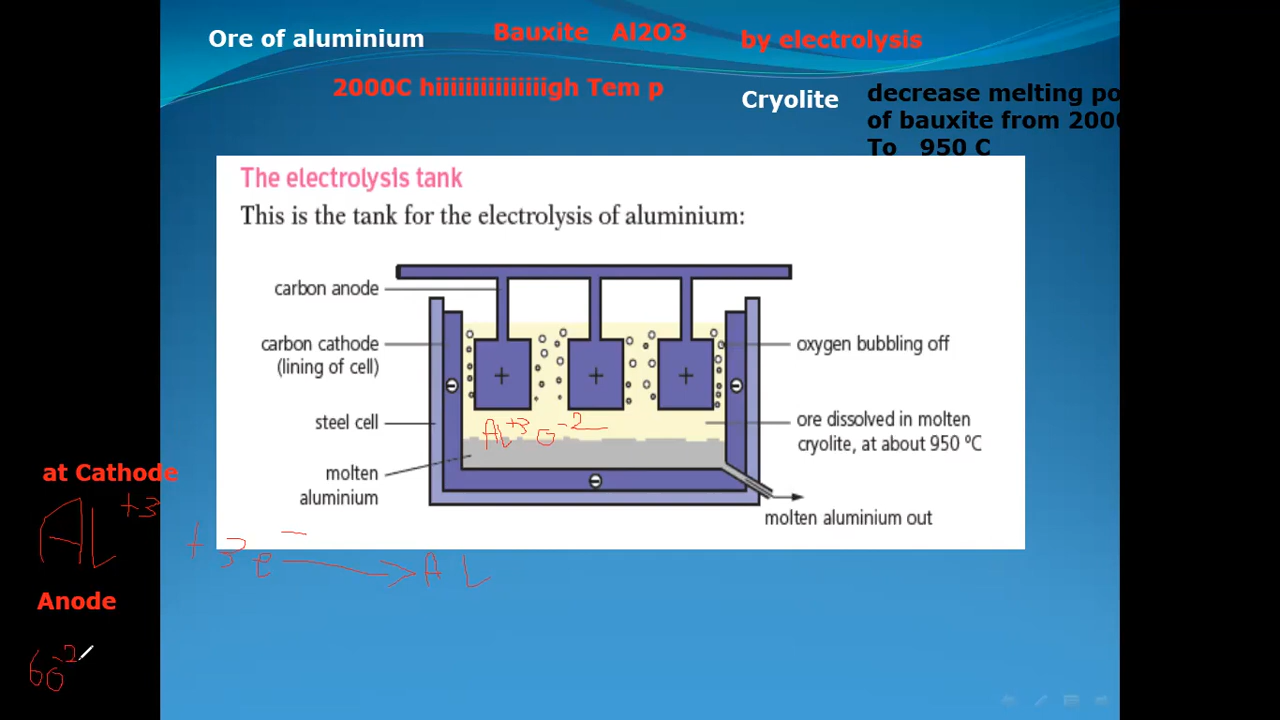 Ore of aluminium Bauxite Al2O3 by electrolysis
2000C hiiiiiiiiiiiiiiigh Tem p
Cryolite decrease melting po
of bauxite from 200
To 950 C
The electrolysis tank
This is the tank for the electrolysis of aluminium:
carbon anode
carbon cathode
(lining of cell)
steel cell
molten
aluminium
oxygen bubbling off
ore dissolved in molten
cryolite, at about 950 ºC
molten aluminium out
+ + +
Al+3 O-2
at Cathode
Al+3 + 3e- → Al
Anode
6O-2